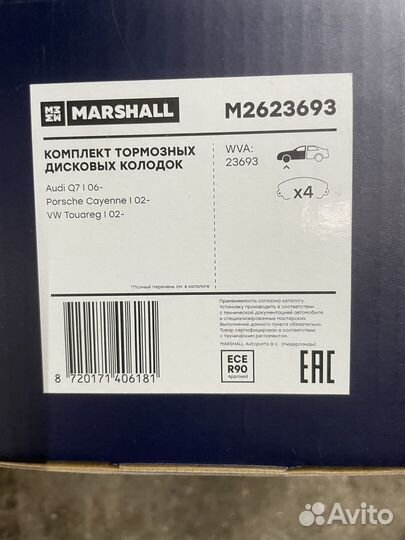 MARSHALL
M2623693
КОМПЛЕКТ ТОРМОЗНЫХ
ДИСКОВЫХ КОЛОДОК
Audi Q7 I 06-
Porsche Cayenne I 02-
VW Touareg I 02-
WVA:
23693
x4
*Полный перечень см. в каталоге
Применяемость согласно каталогу.
Установку производить в соответствии
с технической документацией автомобиля
в специализированных мастерских.
Выполнение данного пункта обязательно.
Товар сертифицирован в соответствии
с техническим регламентом.
MARSHALL Autoparts B.V. (Нидерланды)
8 720171 406181
ECE
R90
Approved
EAC
Avito